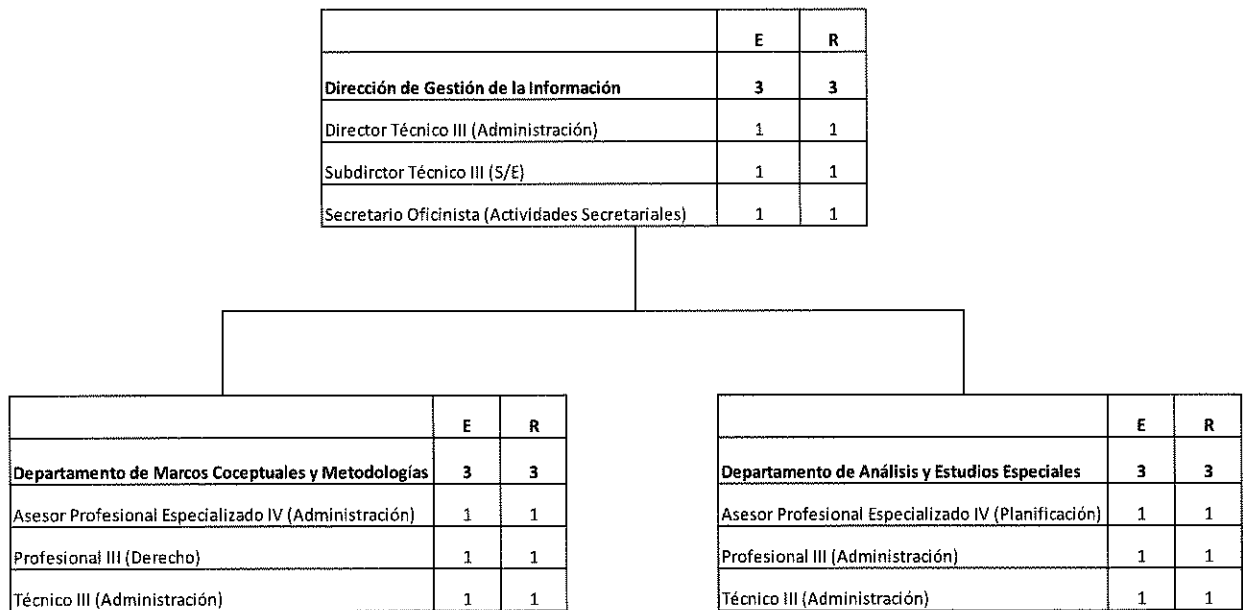 E R
Dirección de Gestión de la Información 3 3
Director Técnico III (Administración) 1 1
Subdirctor Técnico III (S/E) 1 1
Secretario Oficinista (Actividades Secretariales) 1 1
E R
Departamento de Marcos Coceptuales y Metodologías 3 3
Asesor Profesional Especializado IV (Administración) 1 1
Profesional III (Derecho) 1 1
Técnico III (Administración) 1 1
E R
Departamento de Análisis y Estudios Especiales 3 3
Asesor Profesional Especializado IV (Planificación) 1 1
Profesional III (Administración) 1 1
Técnico III (Administración) 1 1